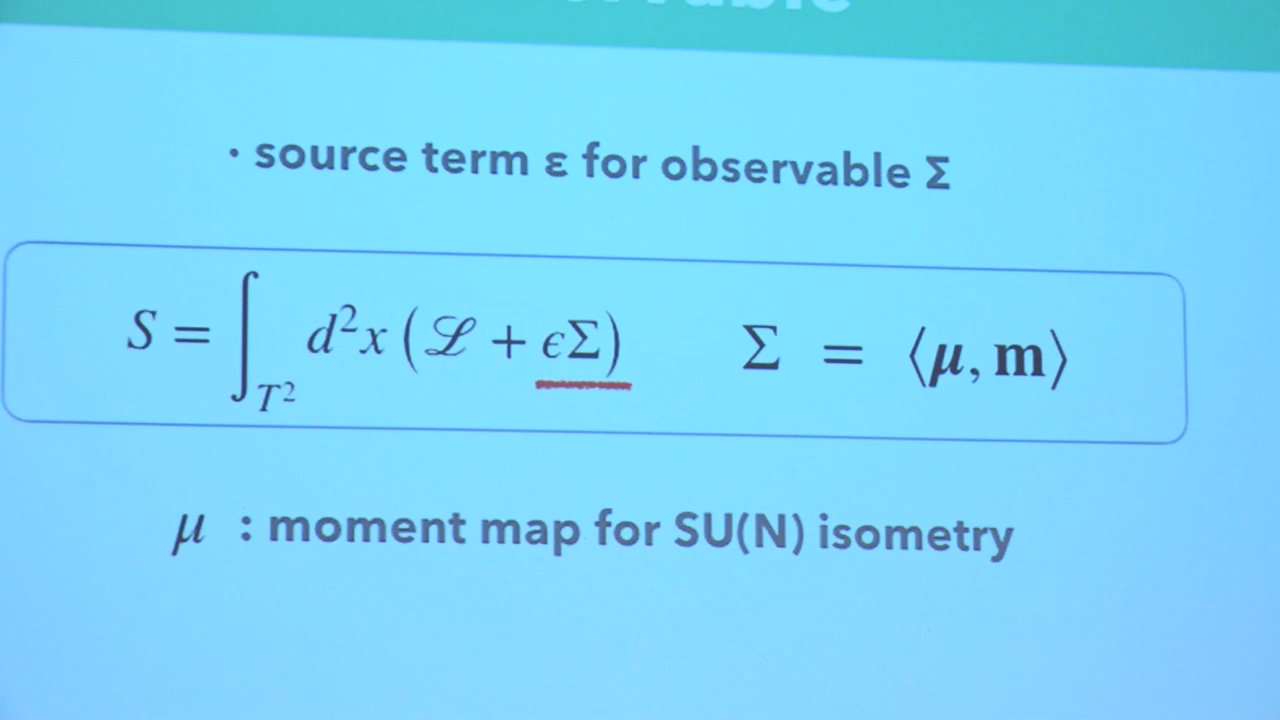 · source term ε for observable Σ
S = ∫_{T²} d²x (ℒ + ϵΣ)    Σ = ⟨μ, m⟩
μ : moment map for SU(N) isometry